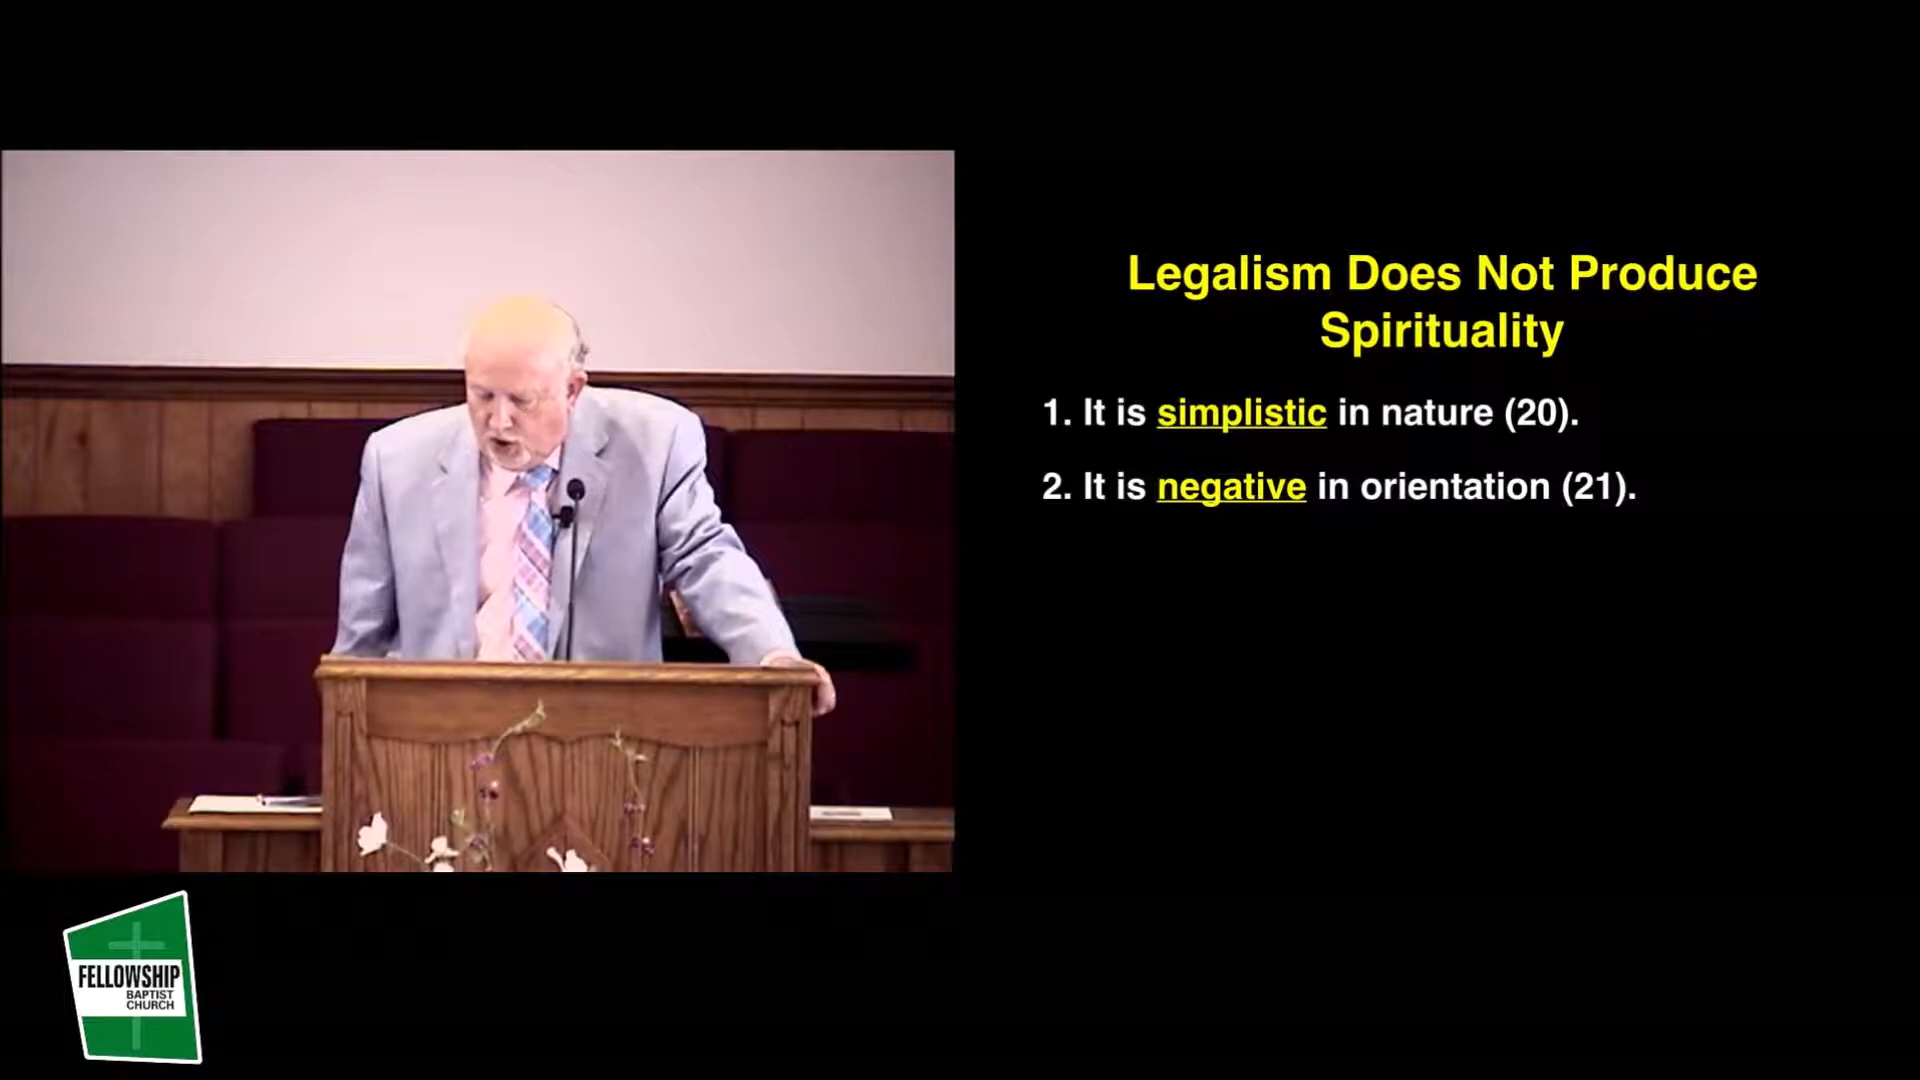 Legalism Does Not Produce
Spirituality
1. It is simplistic in nature (20).
2. It is negative in orientation (21).
FELLOWSHIP
BAPTIST
CHURCH